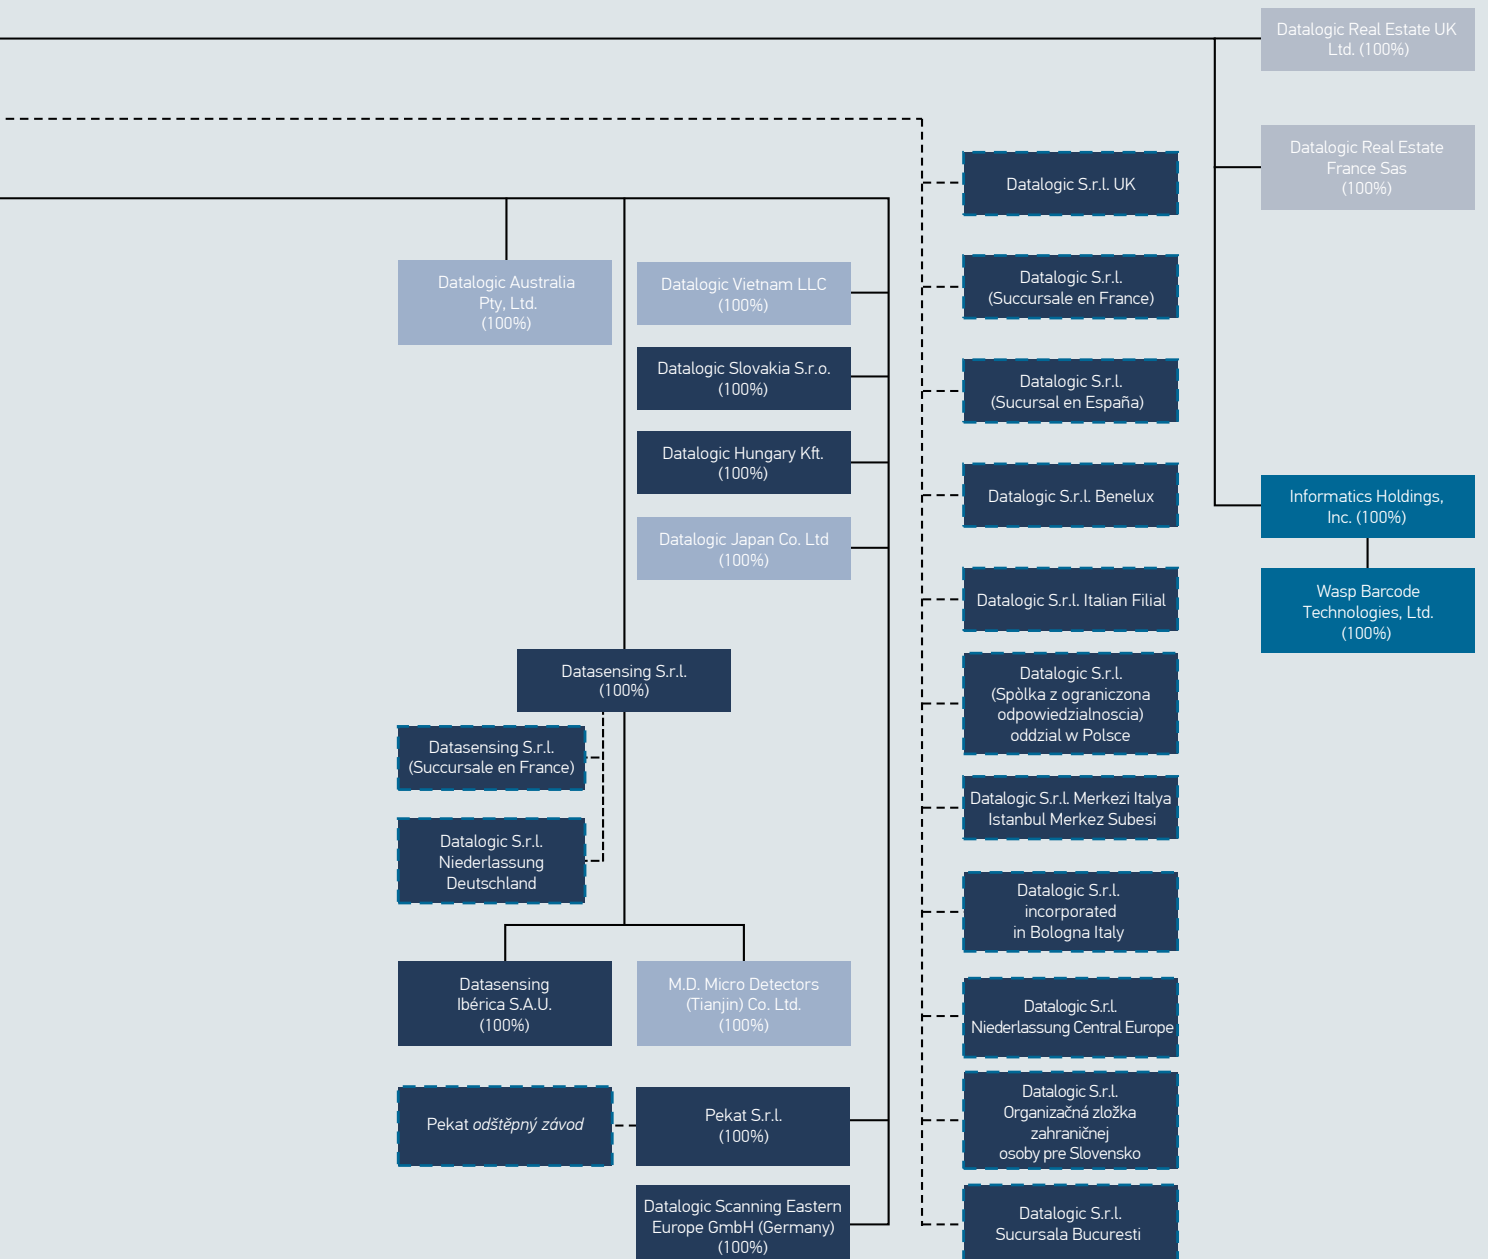 Datalogic Real Estate UK
Ltd. (100%)
Datalogic Real Estate
France Sas
(100%)
Datalogic S.r.l. UK
Datalogic Australia
Pty, Ltd.
(100%)
Datalogic Vietnam LLC
(100%)
Datalogic S.r.l.
(Succursale en France)
Datalogic Slovakia S.r.o.
(100%)
Datalogic S.r.l.
(Sucursal en España)
Datalogic Hungary Kft.
(100%)
Datalogic S.r.l. Benelux
Informatics Holdings,
Inc. (100%)
Datalogic Japan Co. Ltd
(100%)
Datalogic S.r.l. Italian Filial
Wasp Barcode
Technologies, Ltd.
(100%)
Datasensing S.r.l.
(100%)
Datalogic S.r.l.
(Spòlka z ograniczona
odpowiedzialnoscia)
oddzial w Polsce
Datasensing S.r.l.
(Succursale en France)
Datalogic S.r.l. Merkezi Italya
Istanbul Merkez Subesi
Datalogic S.r.l.
Niederlassung
Deutschland
Datalogic S.r.l.
incorporated
in Bologna Italy
Datasensing
Ibérica S.A.U.
(100%)
M.D. Micro Detectors
(Tianjin) Co. Ltd.
(100%)
Datalogic S.r.l.
Niederlassung Central Europe
Pekat odštěpný závod
Pekat S.r.l.
(100%)
Datalogic S.r.l.
Organizačná zložka
zahraničnej
osoby pre Slovensko
Datalogic Scanning Eastern
Europe GmbH (Germany)
(100%)
Datalogic S.r.l.
Sucursala Bucuresti